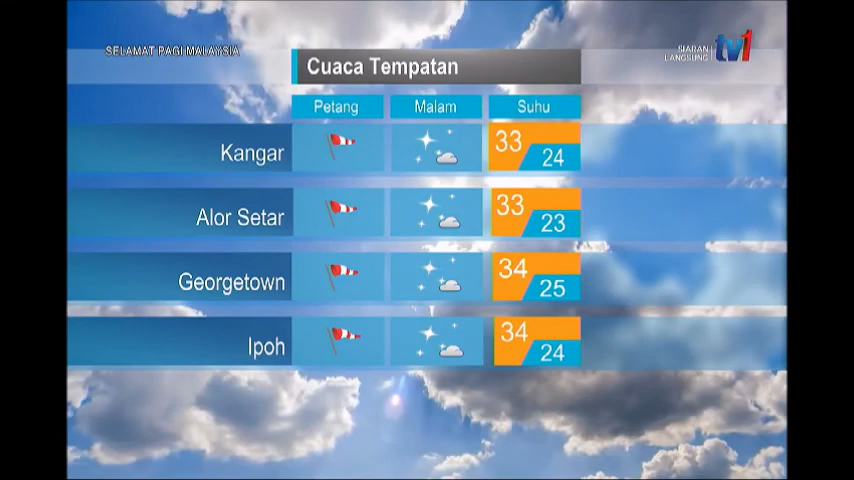 SELAMAT PAGI MALAYSIA
SIARAN
LANGSUNG
tv1
Cuaca Tempatan
Petang Malam Suhu
Kangar 33 24
Alor Setar 33 23
Georgetown 34 25
Ipoh 34 24